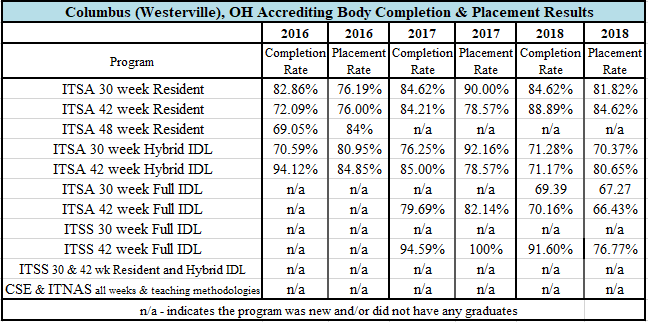 Columbus (Westerville), OH Accrediting Body Completion & Placement Results
2016 2016 2017 2017 2018 2018
Program Completion Rate Placement Rate Completion Rate Placement Rate Completion Rate Placement Rate
ITSA 30 week Resident 82.86% 76.19% 84.62% 90.00% 84.62% 81.82%
ITSA 42 week Resident 72.09% 76.00% 84.21% 78.57% 88.89% 84.62%
ITSA 48 week Resident 69.05% 84% n/a n/a n/a n/a
ITSA 30 week Hybrid IDL 70.59% 80.95% 76.25% 92.16% 71.28% 70.37%
ITSA 42 week Hybrid IDL 94.12% 84.85% 85.00% 78.57% 71.17% 80.65%
ITSA 30 week Full IDL n/a n/a n/a n/a 69.39 67.27
ITSA 42 week Full IDL n/a n/a 79.69% 82.14% 70.16% 66.43%
ITSS 30 week Full IDL n/a n/a n/a n/a n/a n/a
ITSS 42 week Full IDL n/a n/a 94.59% 100% 91.60% 76.77%
ITSS 30 & 42 wk Resident and Hybrid IDL n/a n/a n/a n/a n/a n/a
CSE & ITNAS all weeks & teaching methodologies n/a n/a n/a n/a n/a n/a
n/a - indicates the program was new and/or did not have any graduates